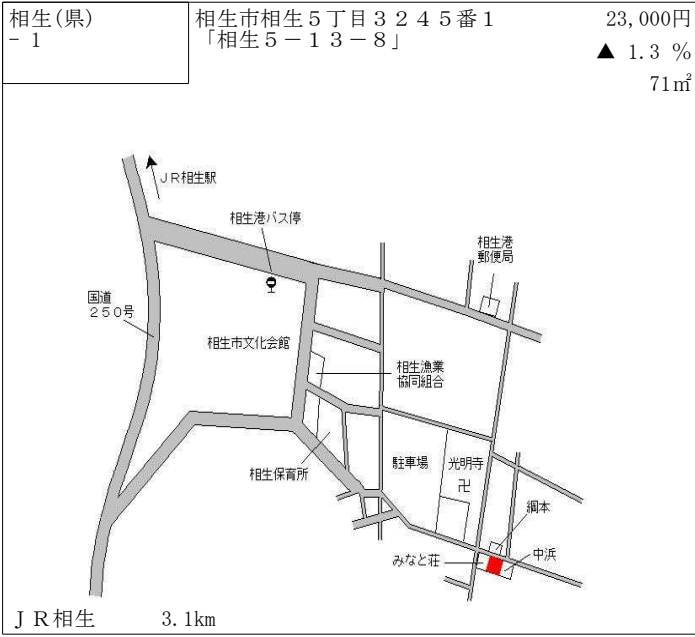 相生(県)
－１
相生市相生５丁目３２４５番１
「相生５－１３－８」
23,000円
▲ 1.3 %
71㎡
ＪＲ相生駅
相生港バス停
相生港
郵便局
国道
２５０号
相生市文化会館
相生漁業
協同組合
相生保育所
駐車場
光明寺
卍
綱本
みなと荘
中浜
ＪＲ相生 3.1km